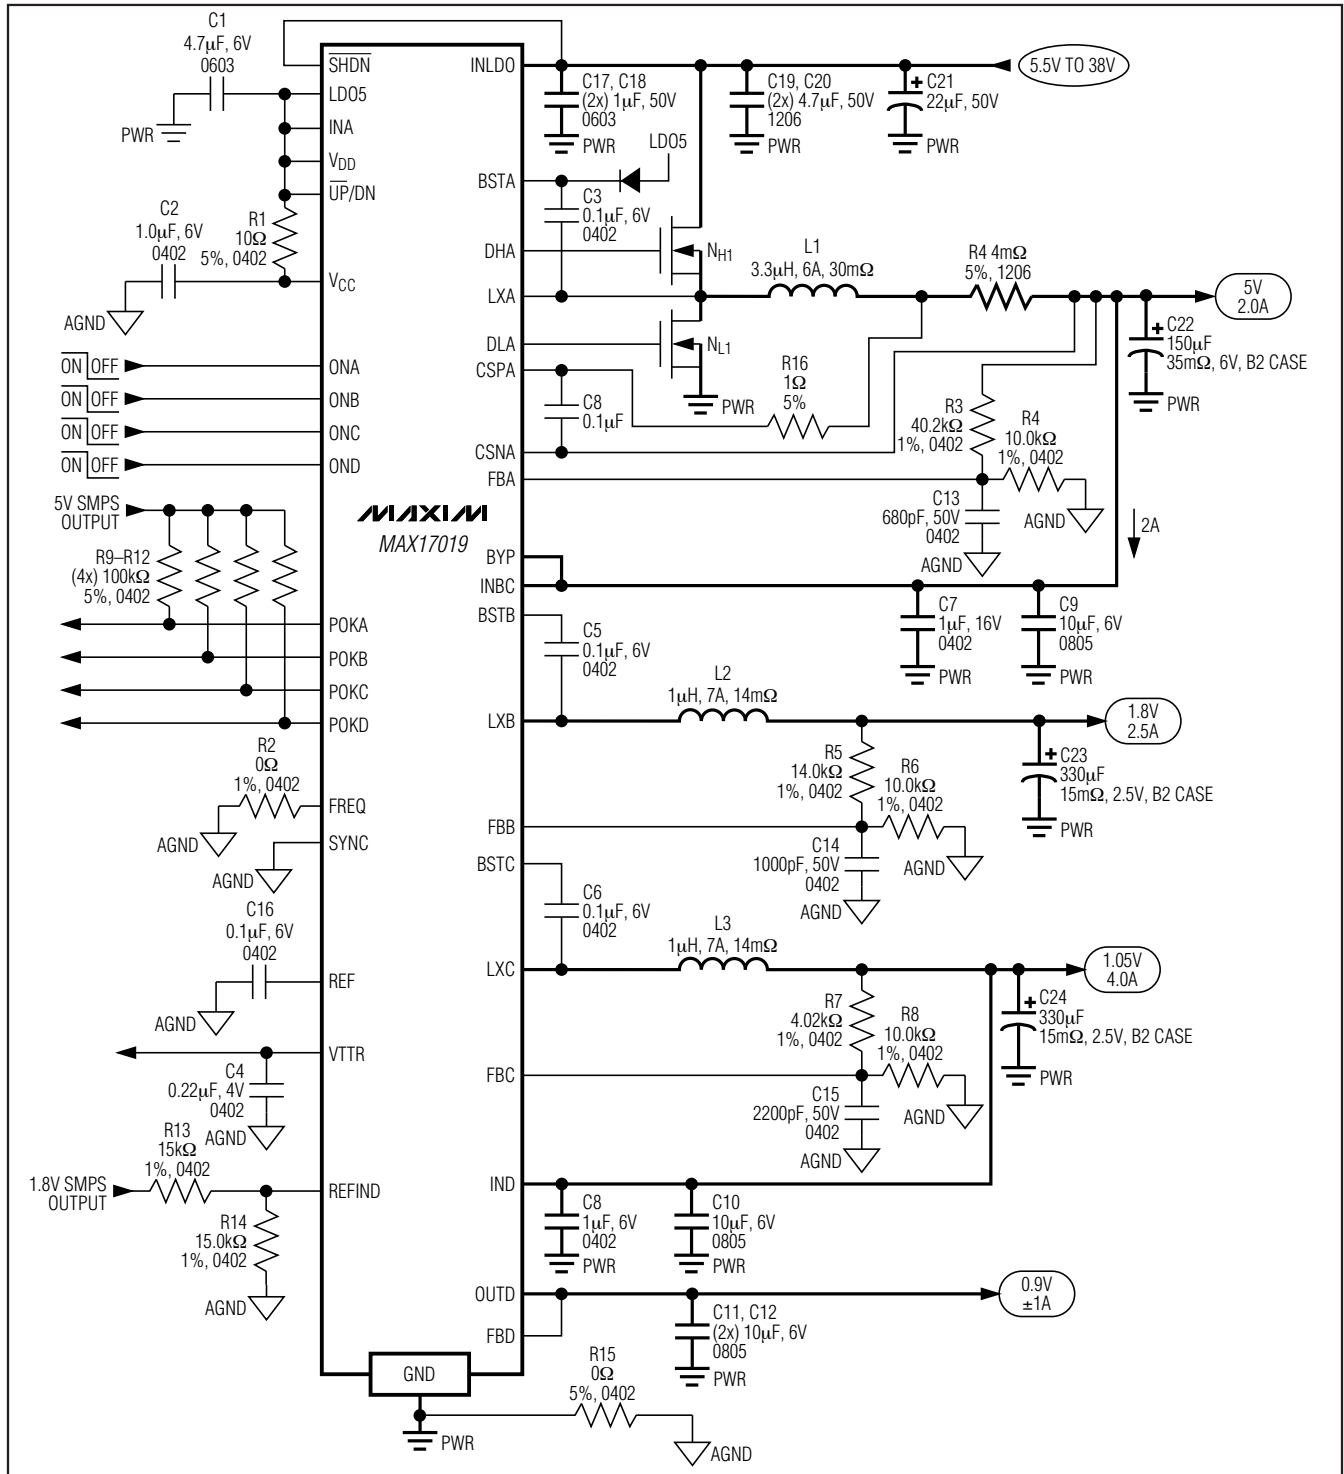 C1
4.7μF, 6V
0603
PWR
C2
1.0μF, 6V
0402
R1
10Ω
5%, 0402
AGND
ON OFF
ON OFF
ON OFF
ON OFF
5V SMPS
OUTPUT
R9–R12
(4x) 100kΩ
5%, 0402
R2
0Ω
1%, 0402
AGND
AGND
C16
0.1μF, 6V
0402
AGND
C4
0.22μF, 4V
0402
AGND
R13
15kΩ
1%, 0402
1.8V SMPS
OUTPUT
R14
15.0kΩ
1%, 0402
AGND
SHDN
LDO5
INA
VDD
UP/DN
VCC
ONA
ONB
ONC
OND
MAXIM
MAX17019
POKA
POKB
POKC
POKD
FREQ
SYNC
REF
VTTR
REFIND
GND
PWR
INLDO
BSTA
DHA
LXA
DLA
CSPA
CSNA
FBA
BYP
INBC
BSTB
LXB
FBB
BSTC
LXC
FBC
IND
OUTD
FBD
5.5V TO 38V
C17, C18
(2x) 1μF, 50V
0603
PWR
C19, C20
(2x) 4.7μF, 50V
1206
PWR
C21
22μF, 50V
PWR
LDO5
C3
0.1μF, 6V
0402
NH1
L1
3.3μH, 6A, 30mΩ
R4 4mΩ
5%, 1206
5V
2.0A
NL1
PWR
C22
150μF
35mΩ, 6V, B2 CASE
PWR
R16
1Ω
5%
C8
0.1μF
R3
40.2kΩ
1%, 0402
R4
10.0kΩ
1%, 0402
AGND
C13
680pF, 50V
0402
AGND
2A
C7
1μF, 16V
0402
PWR
C9
10μF, 6V
0805
PWR
C5
0.1μF, 6V
0402
L2
1μH, 7A, 14mΩ
1.8V
2.5A
R5
14.0kΩ
1%, 0402
R6
10.0kΩ
1%, 0402
AGND
C23
330μF
15mΩ, 2.5V, B2 CASE
PWR
C14
1000pF, 50V
0402
AGND
C6
0.1μF, 6V
0402
L3
1μH, 7A, 14mΩ
1.05V
4.0A
R7
4.02kΩ
1%, 0402
R8
10.0kΩ
1%, 0402
AGND
C24
330μF
15mΩ, 2.5V, B2 CASE
PWR
C15
2200pF, 50V
0402
AGND
C8
1μF, 6V
0402
PWR
C10
10μF, 6V
0805
PWR
0.9V
±1A
C11, C12
(2x) 10μF, 6V
0805
PWR
R15
0Ω
5%, 0402
AGND